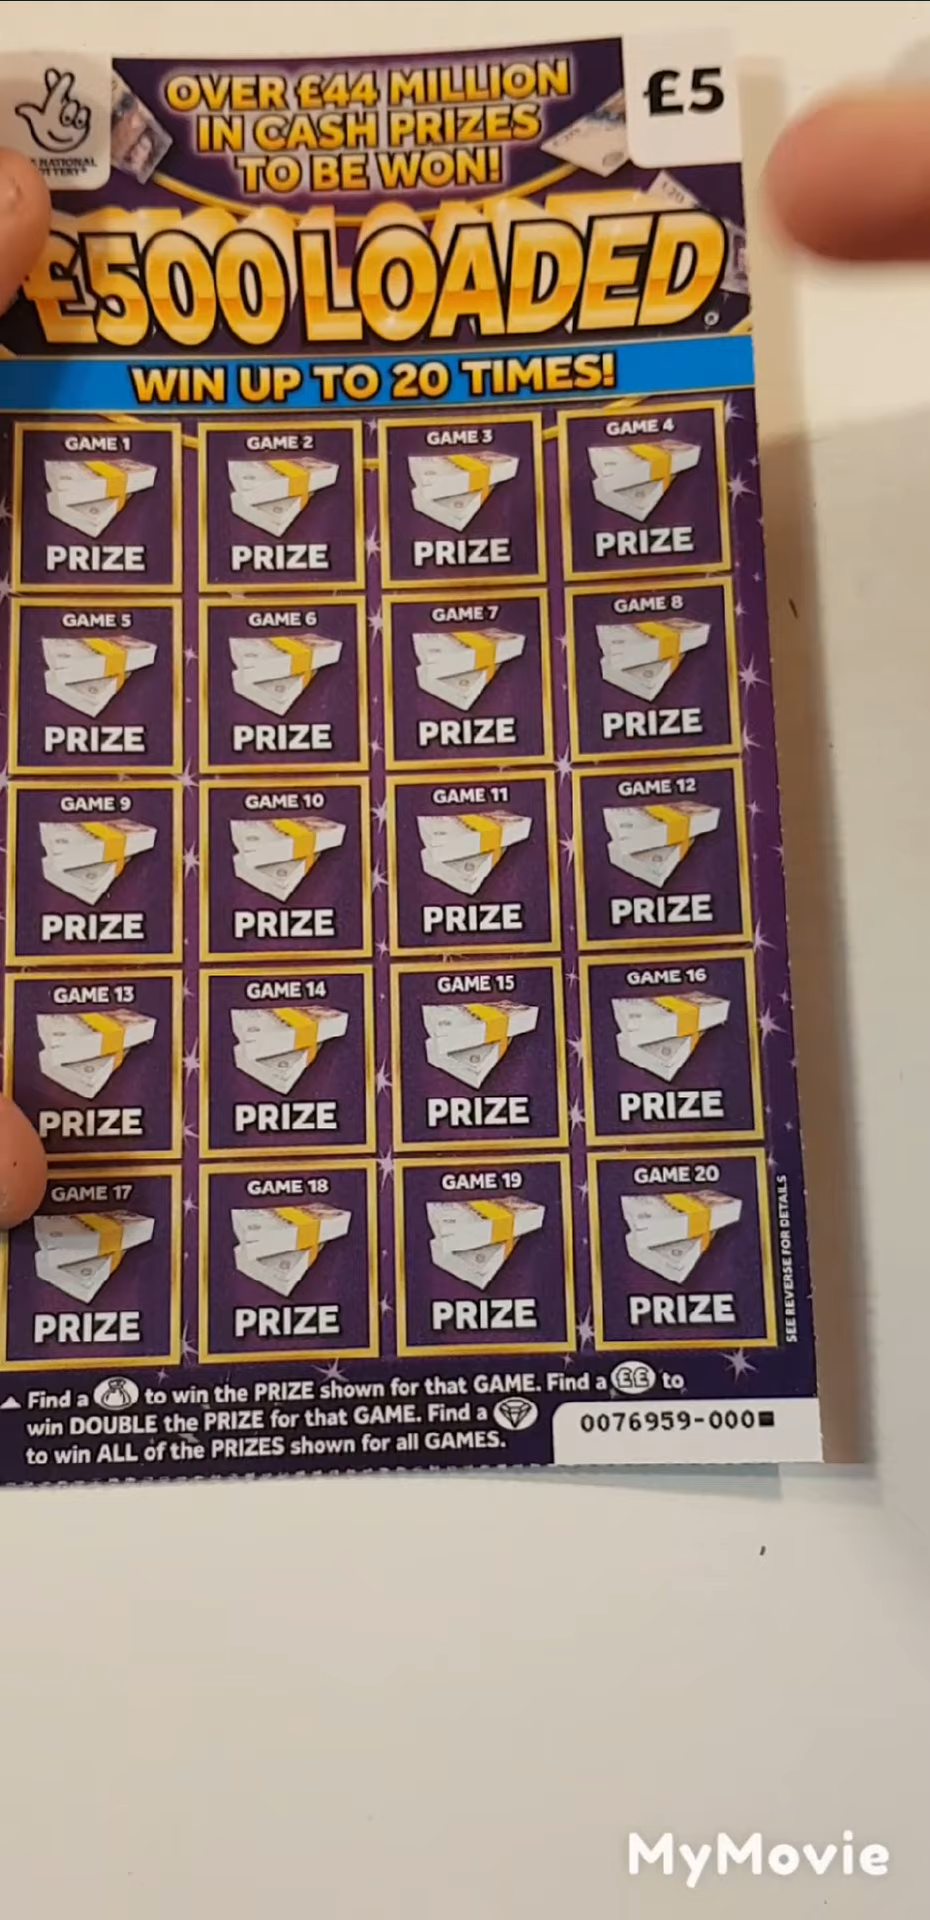 OVER £44 MILLION
IN CASH PRIZES
TO BE WON!
£5
NATIONAL
£500 LOADED
WIN UP TO 20 TIMES!
GAME 1 GAME 2 GAME 3 GAME 4
PRIZE PRIZE PRIZE PRIZE
GAME 5 GAME 6 GAME 7 GAME 8
PRIZE PRIZE PRIZE PRIZE
GAME 9 GAME 10 GAME 11 GAME 12
PRIZE PRIZE PRIZE PRIZE
GAME 13 GAME 14 GAME 15 GAME 16
PRIZE PRIZE PRIZE PRIZE
GAME 17 GAME 18 GAME 19 GAME 20
PRIZE PRIZE PRIZE PRIZE
SEE REVERSE FOR DETAILS
Find a to win the PRIZE shown for that GAME. Find a ££ to
win DOUBLE the PRIZE for that GAME. Find a
to win ALL of the PRIZES shown for all GAMES.
0076959-000
MyMovie